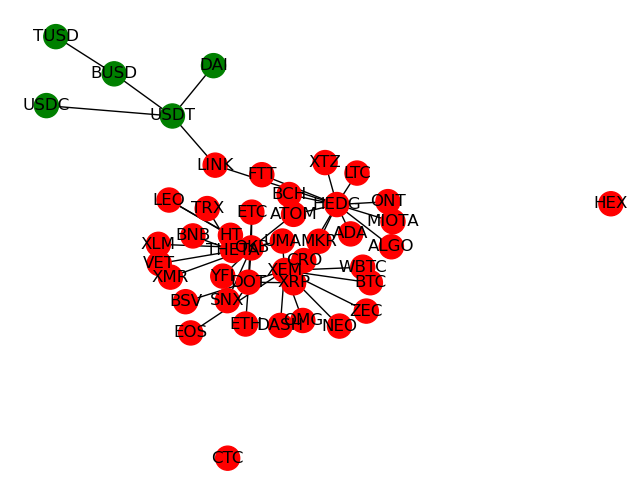 TUSD
BUSD
DAI
USDC
USDT
LINK
FTT
XTZ
LTC
HEX
LEO
TRX
BCH
HEDG
ONT
ETC
ATOM
MIOTA
BNB
HT
ADA
XLM
THETA
OKB
UMA
MKR
ALGO
VET
CRO
WBTC
XMR
YFI
DOT
XEM
XRP
BTC
BSV
SNX
ZEC
EOS
ETH
DASH
OMG
NEO
CTC